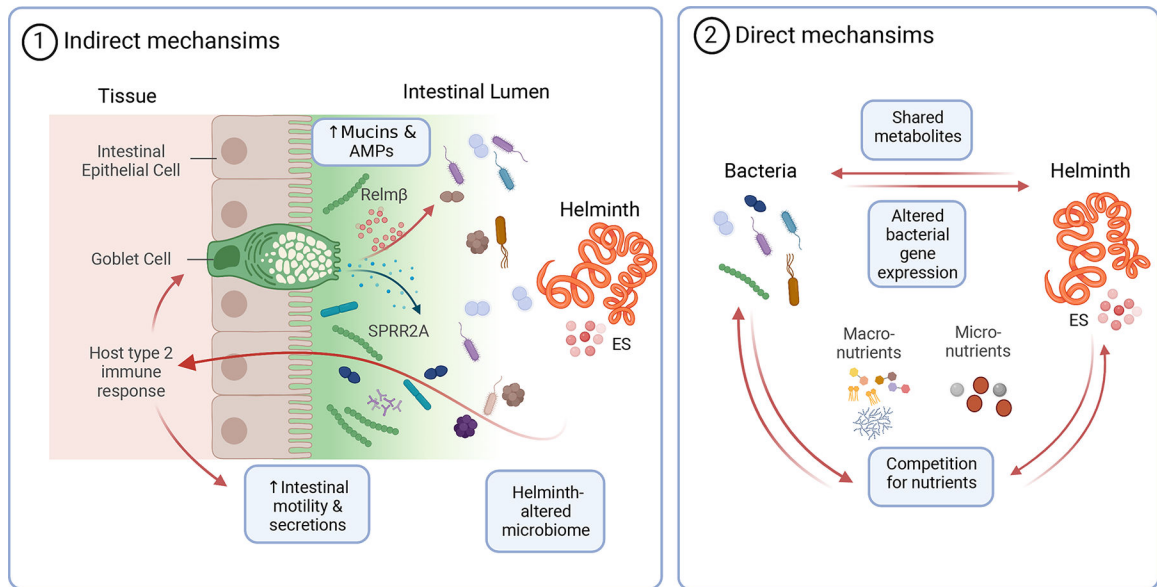 1 Indirect mechansims
Tissue
Intestinal Lumen
↑Mucins &
AMPs
Intestinal
Epithelial Cell
Relmβ
Helminth
Goblet Cell
SPRR2A
ES
Host type 2
immune
response
↑Intestinal
motility &
secretions
Helminth-
altered
microbiome
2 Direct mechansims
Shared
metabolites
Bacteria
Helminth
Altered
bacterial
gene
expression
ES
Macro-
nutrients
Micro-
nutrients
Competition
for nutrients